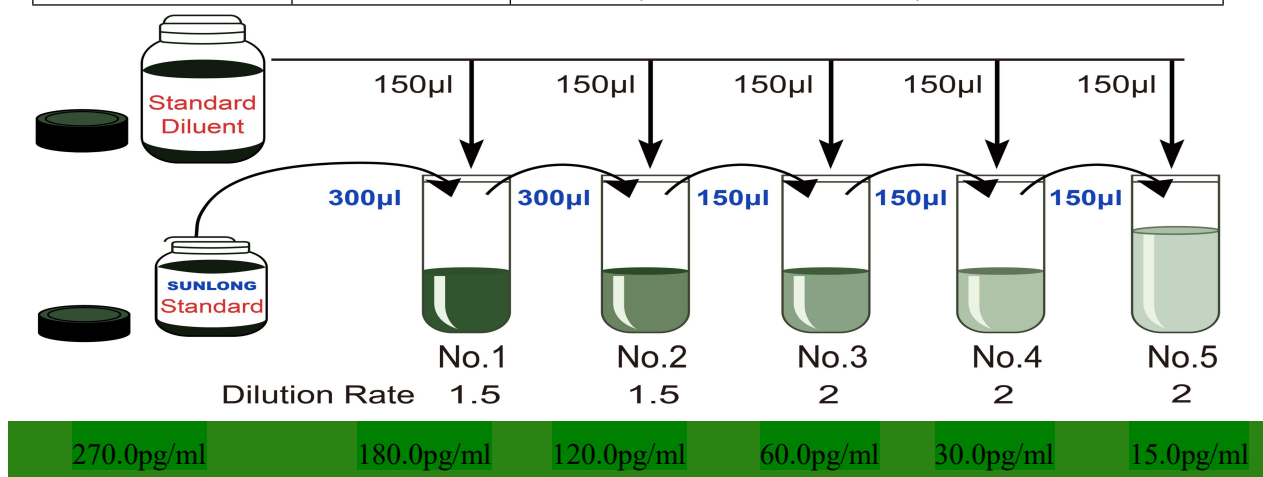 150µl 150µl 150µl 150µl 150µl
Standard
Diluent
300µl 300µl 150µl 150µl 150µl
SUNLONG
Standard
No.1 No.2 No.3 No.4 No.5
Dilution Rate 1.5 1.5 2 2 2
270.0pg/ml 180.0pg/ml 120.0pg/ml 60.0pg/ml 30.0pg/ml 15.0pg/ml